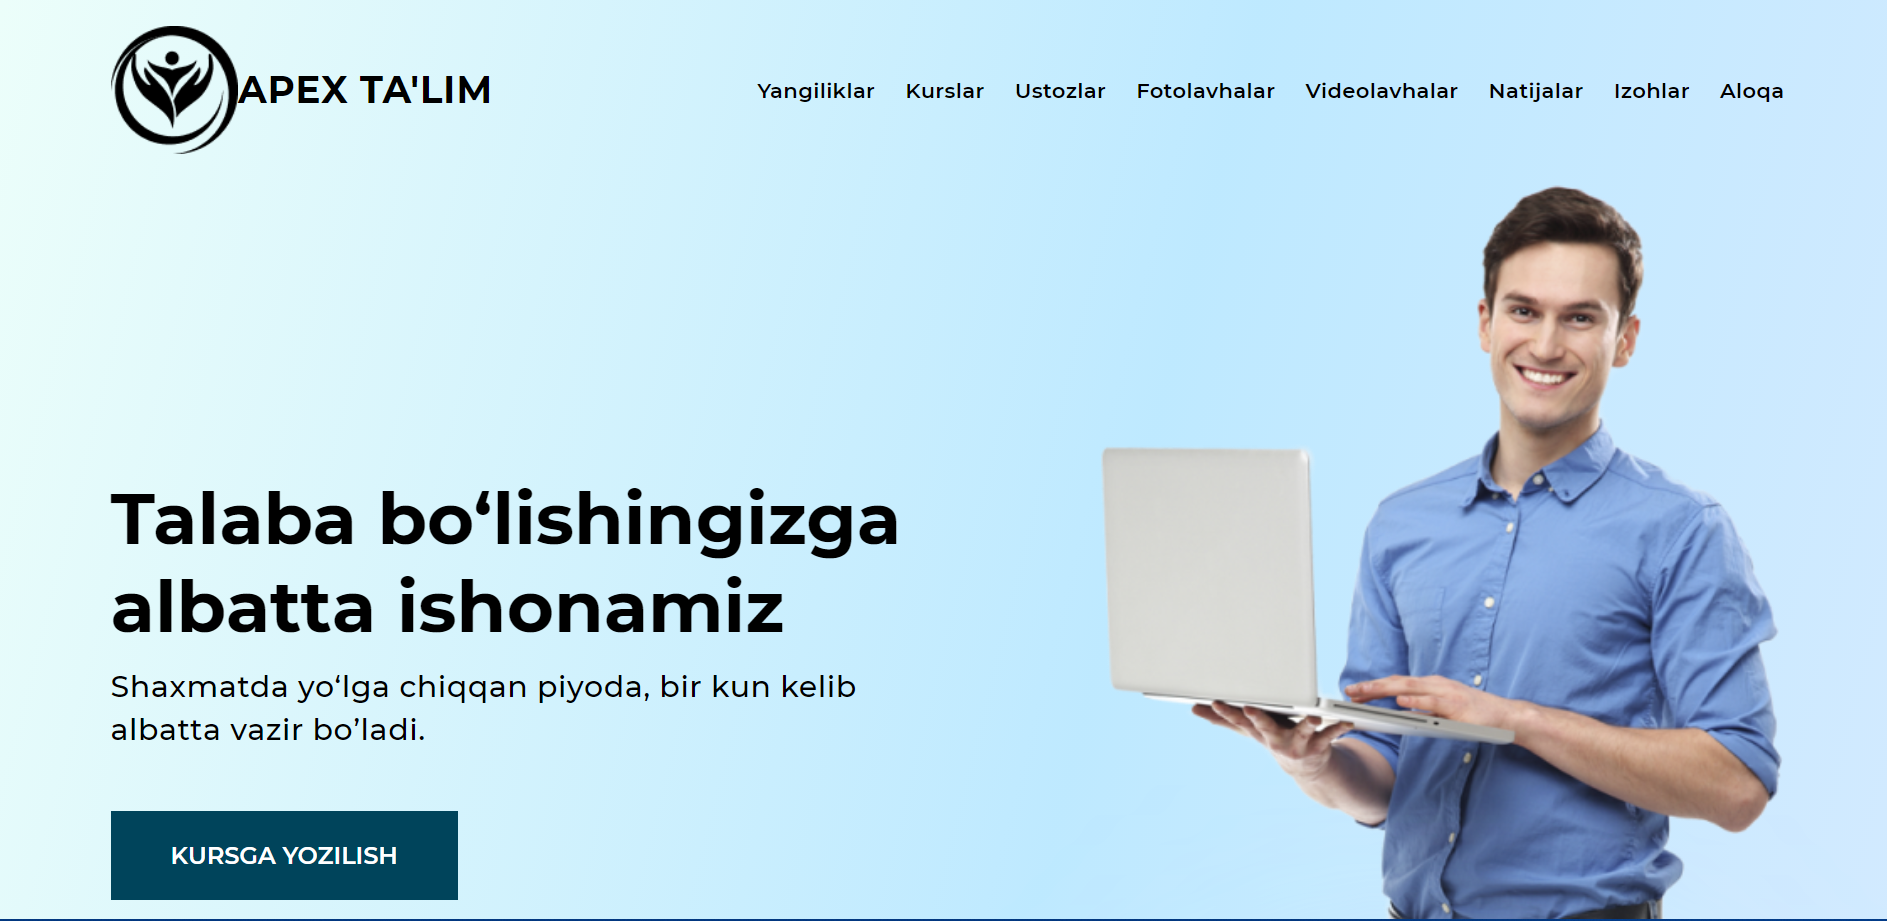 APEX TA'LIM
Yangiliklar Kurslar Ustozlar Fotolavhalar Videolavhalar Natijalar Izohlar Aloqa
Talaba bo‘lishingizga
albatta ishonamiz
Shaxmatda yo‘lga chiqqan piyoda, bir kun kelib
albatta vazir bo’ladi.
KURSGA YOZILISH